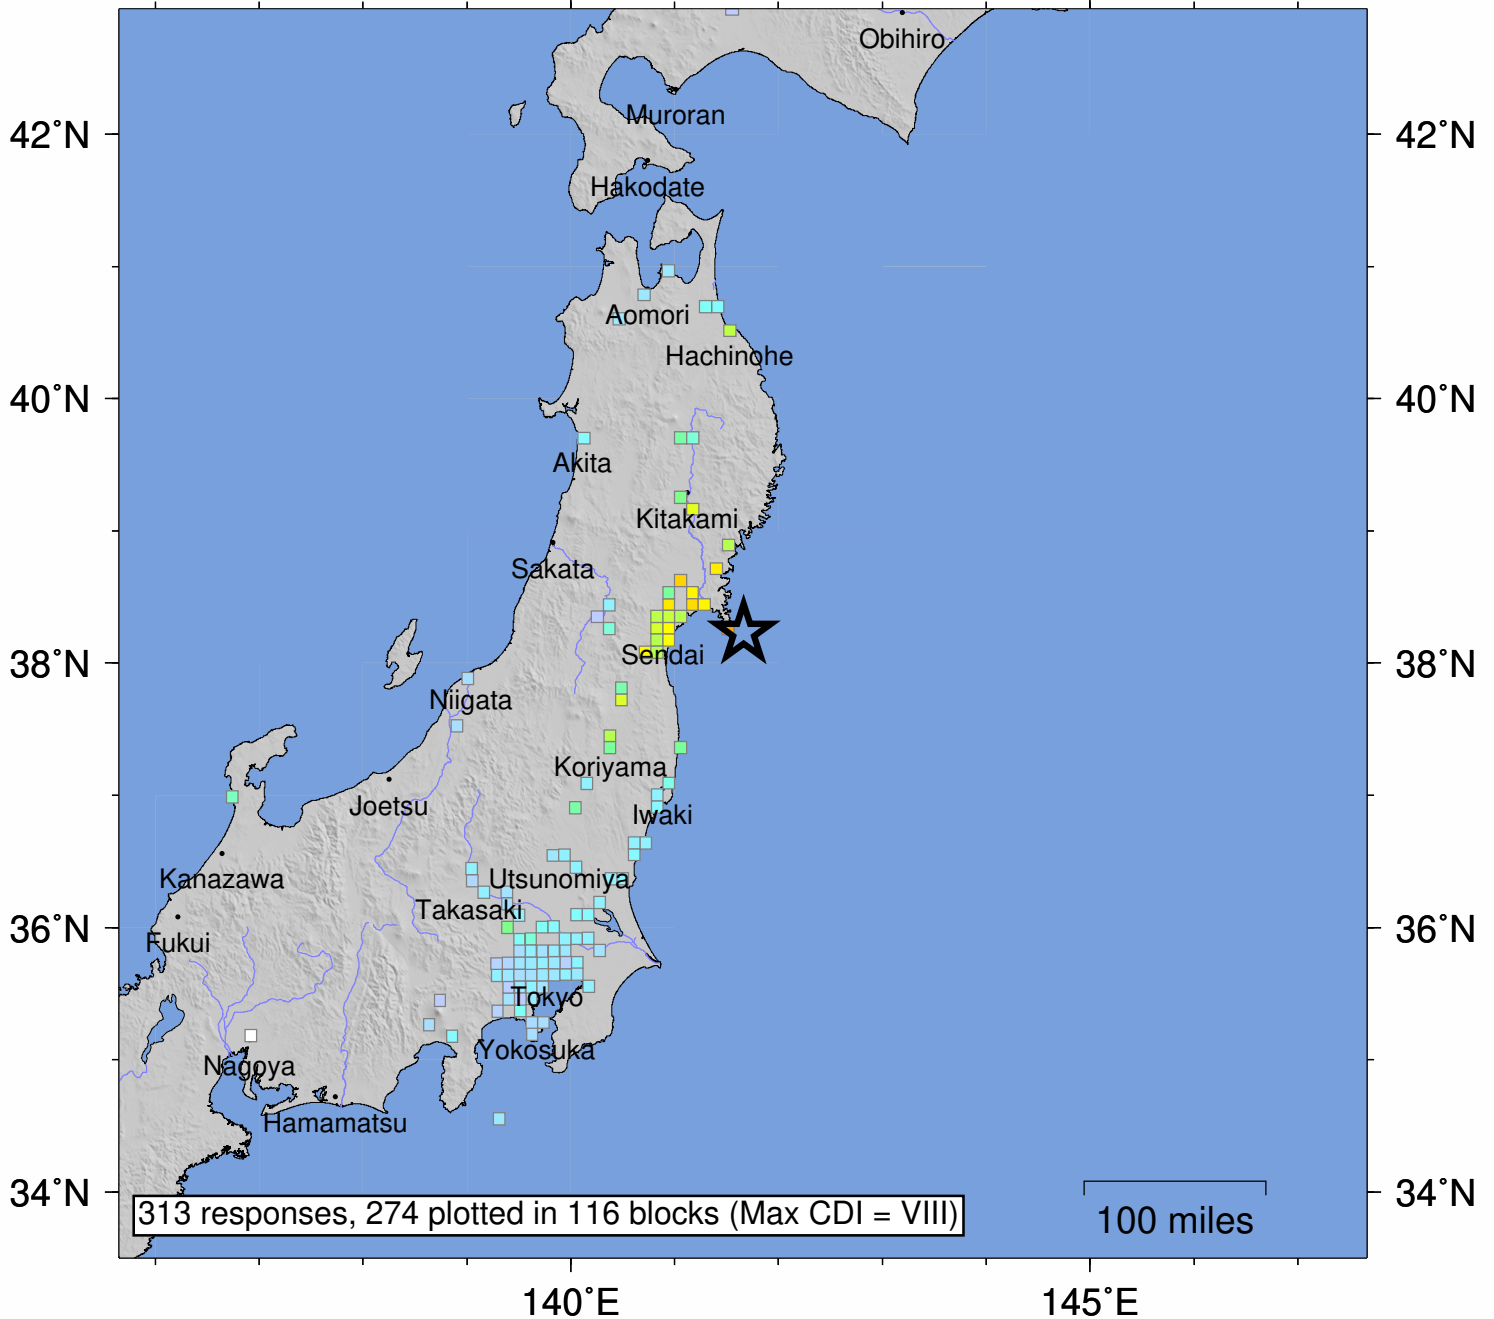 Obihiro
Muroran
42°N
42°N
Hakodate
Aomori
Hachinohe
40°N
40°N
Akita
Kitakami
Sakata
Sendai
38°N
38°N
Niigata
Koriyama
Joetsu
Iwaki
Kanazawa
Utsunomiya
Takasaki
36°N
36°N
Fukui
Tokyo
Yokosuka
Nagoya
Hamamatsu
34°N
34°N
313 responses, 274 plotted in 116 blocks (Max CDI = VIII)
100 miles
140°E
145°E